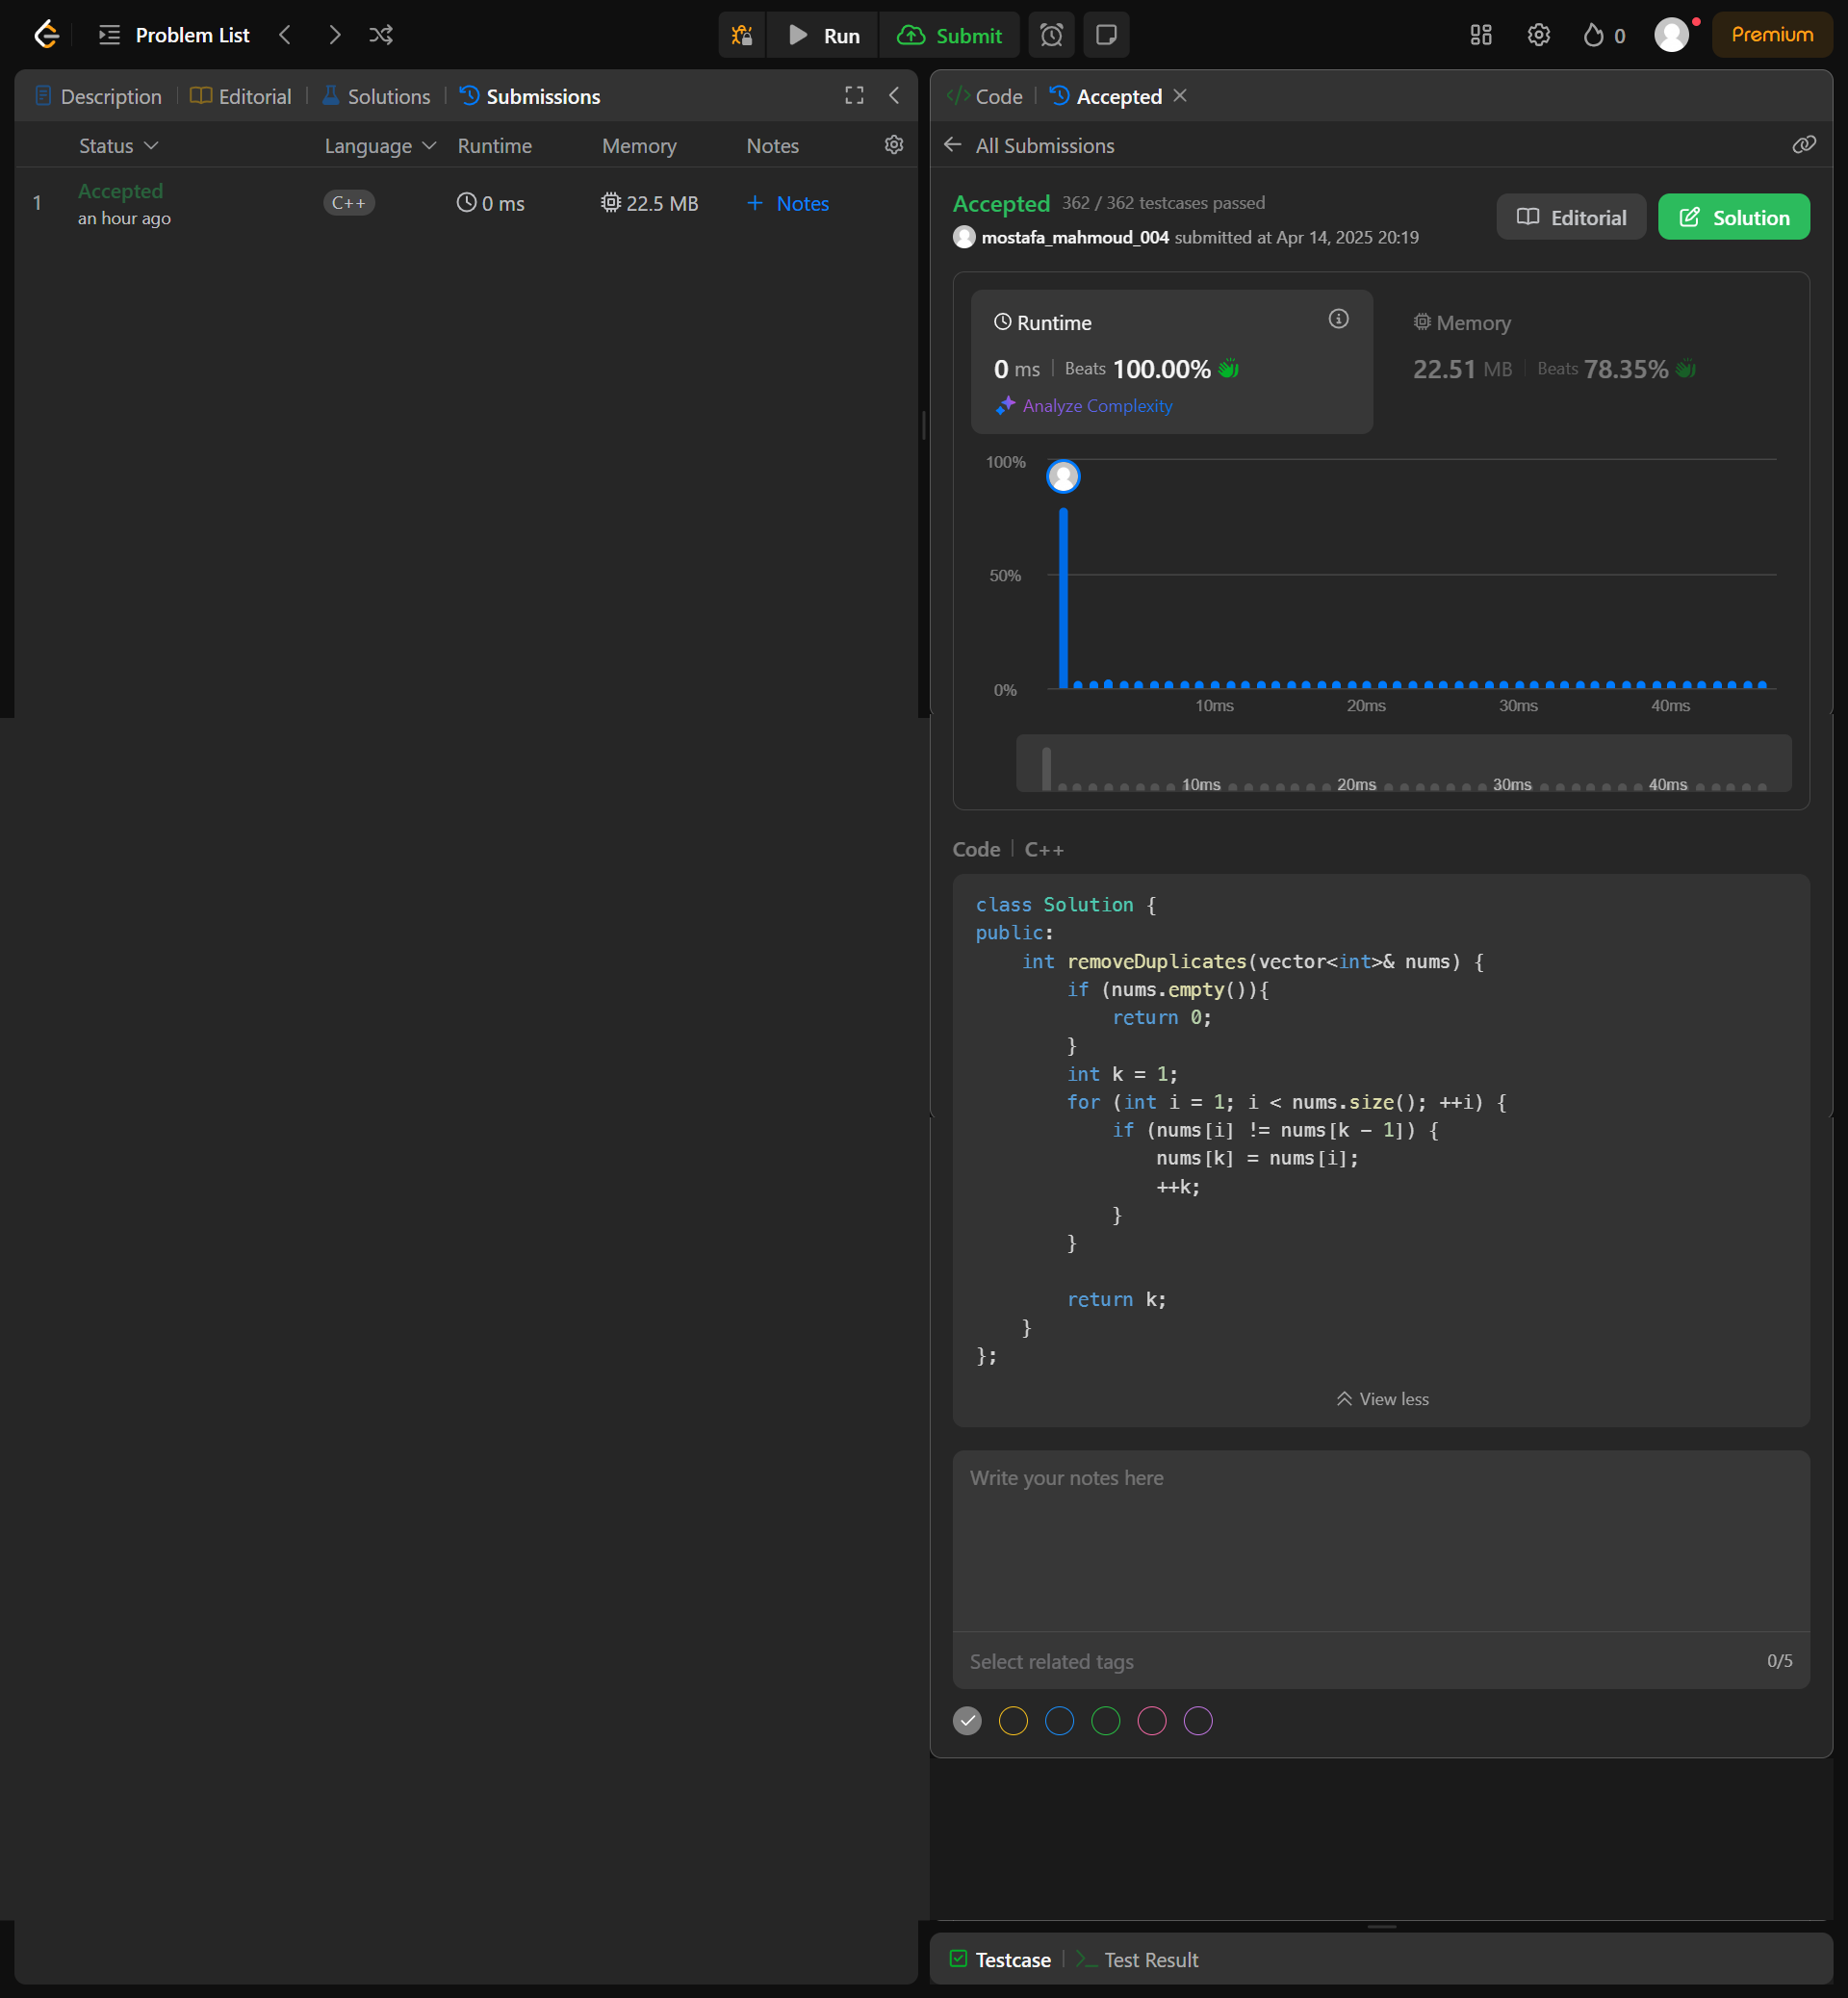 Problem List
Run
Submit
0
Premium
Description
Editorial
Solutions
Submissions
Status
Language
Runtime
Memory
Notes
1
Accepted
an hour ago
C++
0 ms
22.5 MB
+ Notes
</> Code
Accepted
All Submissions
Accepted 362 / 362 testcases passed
mostafa_mahmoud_004 submitted at Apr 14, 2025 20:19
Editorial
Solution
Runtime
0 ms
Beats 100.00%
Analyze Complexity
Memory
22.51 MB
Beats 78.35%
100%
50%
0%
10ms 20ms 30ms 40ms
10ms 20ms 30ms 40ms
Code
C++
class Solution {
public:
    int removeDuplicates(vector<int>& nums) {
        if (nums.empty()){
            return 0;
        }
        int k = 1;
        for (int i = 1; i < nums.size(); ++i) {
            if (nums[i] != nums[k - 1]) {
                nums[k] = nums[i];
                ++k;
            }
        }
        return k;
    }
};
View less
Write your notes here
Select related tags
0/5
Testcase
Test Result